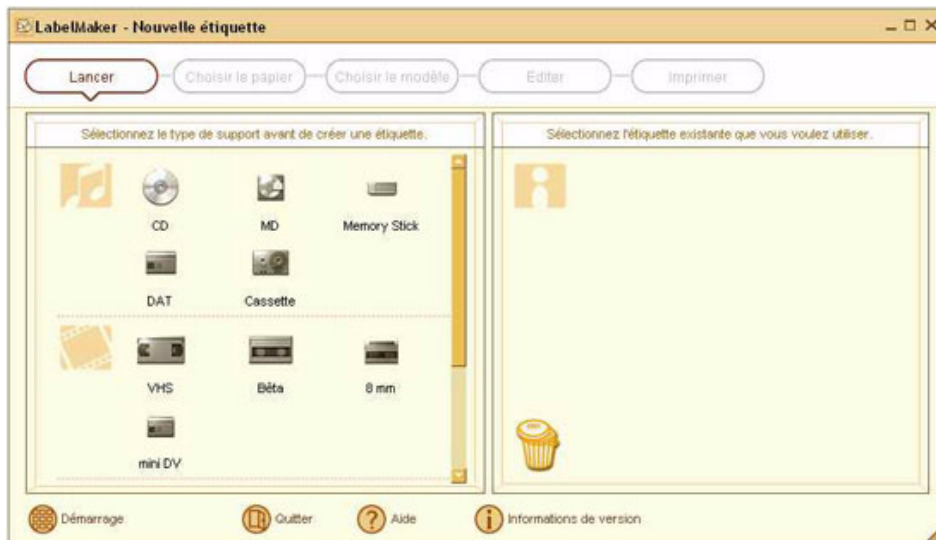 LabelMaker - Nouvelle étiquette
Lancer
Choisir le papier
Choisir le modèle
Editer
Imprimer
Sélectionnez le type de support avant de créer une étiquette.
Sélectionnez l'étiquette existante que vous voulez utiliser.
CD
MD
Memory Stick
DAT
Cassette
VHS
Bêta
8 mm
mini DV
Démarrage
Quitter
Aide
Informations de version